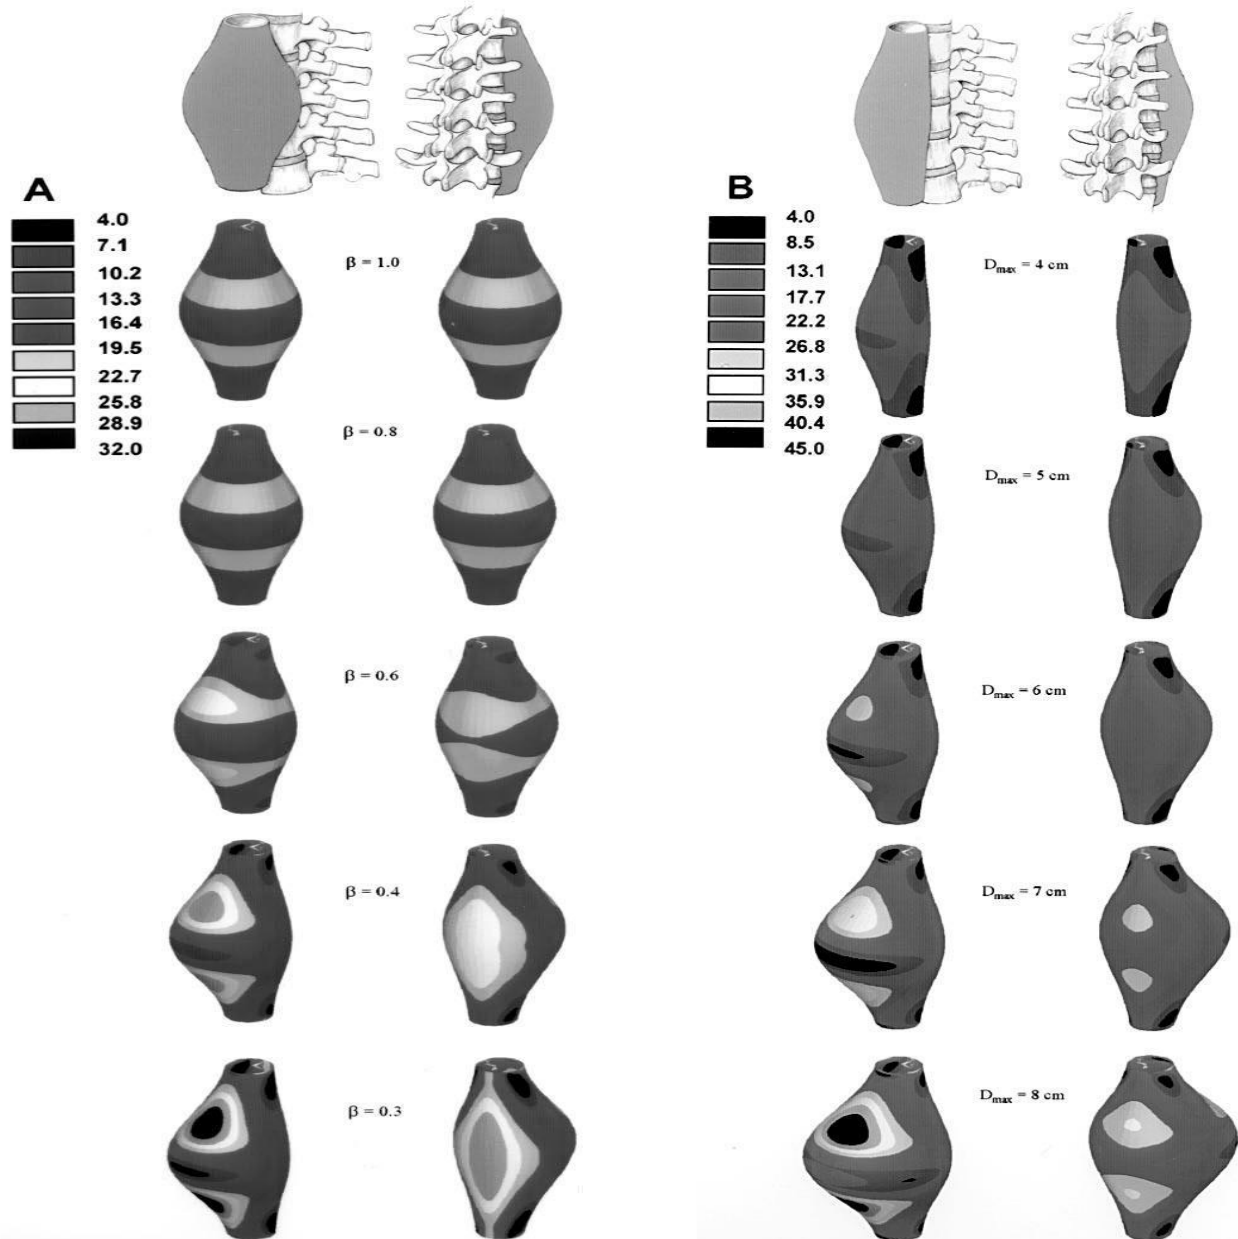 A
4.0
7.1
10.2
13.3
16.4
19.5
22.7
25.8
28.9
32.0
β = 1.0
β = 0.8
β = 0.6
β = 0.4
β = 0.3
B
4.0
8.5
13.1
17.7
22.2
26.8
31.3
35.9
40.4
45.0
Dmax = 4 cm
Dmax = 5 cm
Dmax = 6 cm
Dmax = 7 cm
Dmax = 8 cm